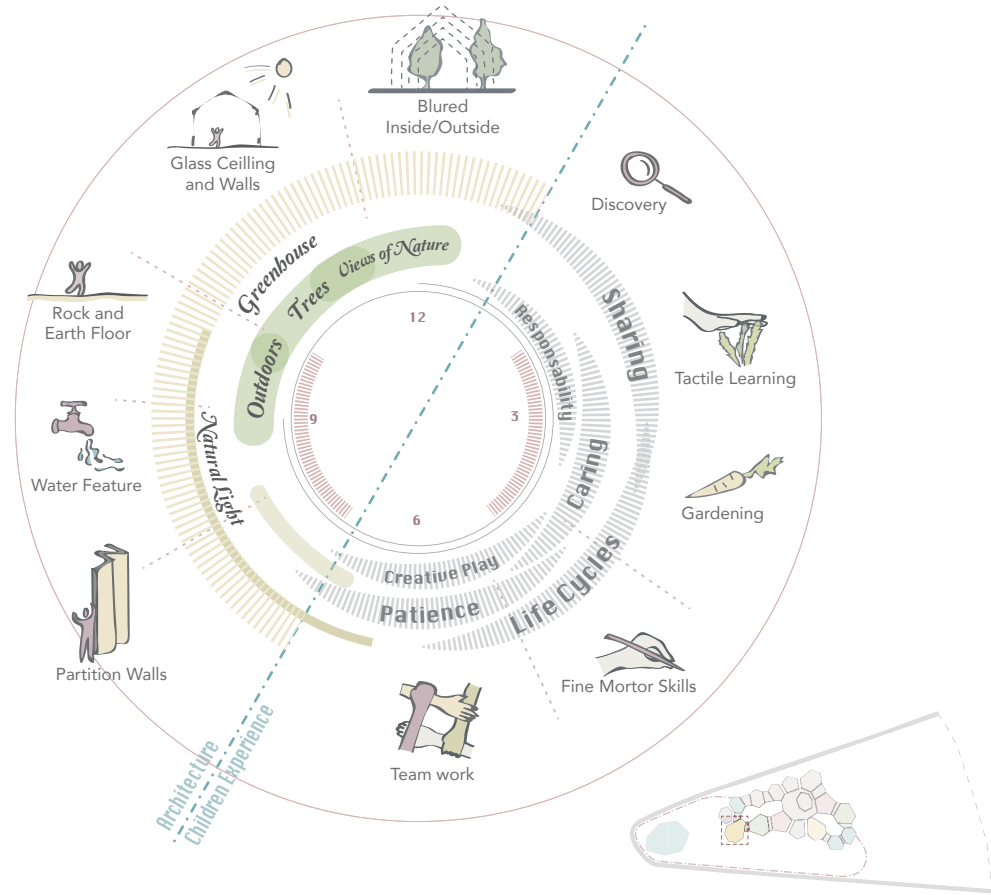 Blured
Inside/Outside
Glass Ceilling
and Walls
Discovery
Rock and
Earth Floor
Greenhouse
Trees
Views of Nature
Outdoors
Natural Light
12
3
6
9
Responsability
Sharing
Caring
Tactile Learning
Water Feature
Gardening
Creative Play
Patience
Life Cycles
Partition Walls
Fine Mortor Skills
Team work
Architecture
Children Experience